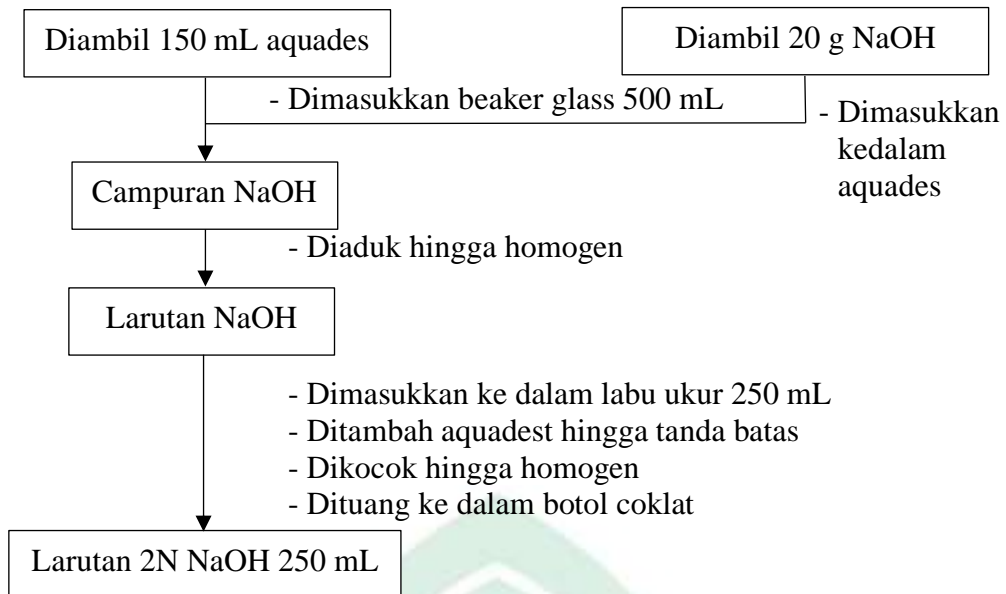 Diambil 150 mL aquades
Diambil 20 g NaOH
- Dimasukkan beaker glass 500 mL
- Dimasukkan
kedalam
aquades
Campuran NaOH
- Diaduk hingga homogen
Larutan NaOH
- Dimasukkan ke dalam labu ukur 250 mL
- Ditambah aquadest hingga tanda batas
- Dikocok hingga homogen
- Dituang ke dalam botol coklat
Larutan 2N NaOH 250 mL